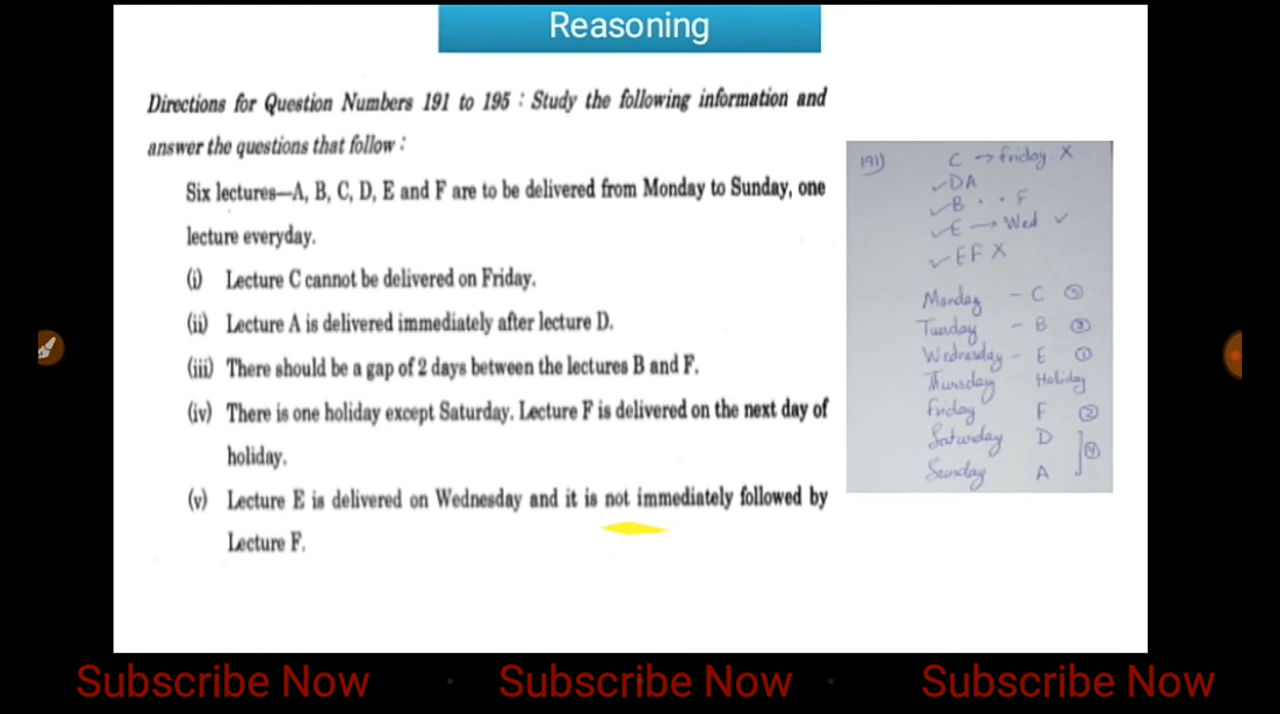 Reasoning
Directions for Question Numbers 191 to 195 : Study the following information and
answer the questions that follow :
Six lectures—A, B, C, D, E and F are to be delivered from Monday to Sunday, one
lecture everyday.
(i) Lecture C cannot be delivered on Friday.
(ii) Lecture A is delivered immediately after lecture D.
(iii) There should be a gap of 2 days between the lectures B and F.
(iv) There is one holiday except Saturday. Lecture F is delivered on the next day of
holiday.
(v) Lecture E is delivered on Wednesday and it is not immediately followed by
Lecture F.
191) C → friday X
✓DA
✓B · · F
✓E → Wed ✓
✓EF X
Monday - C ⑤
Tuesday - B ③
Wednesday - E ①
Thursday Holiday
Friday F ②
Saturday D
④
Sunday A
Subscribe Now · Subscribe Now · Subscribe Now